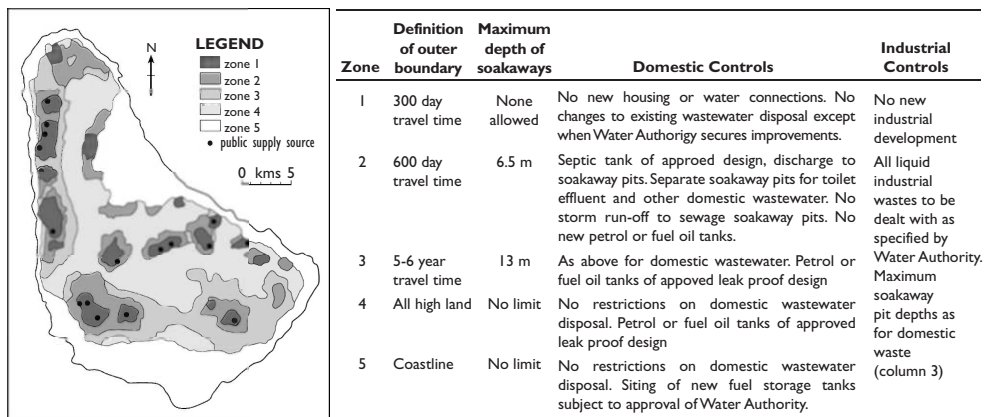 N
LEGEND
zone 1
zone 2
zone 3
zone 4
zone 5
public supply source
0 kms 5
Zone
Definition
of outer
boundary
Maximum
depth of
soakaways
Domestic Controls
Industrial
Controls
1
300 day
travel time
None
allowed
No new housing or water connections. No
changes to existing wastewater disposal except
when Water Authorigy secures improvements.
No new
industrial
development
2
600 day
travel time
6.5 m
Septic tank of approed design, discharge to
soakaway pits. Separate soakaway pits for toilet
effluent and other domestic wastewater. No
storm run-off to sewage soakaway pits. No
new petrol or fuel oil tanks.
All liquid
industrial
wastes to be
dealt with as
specified by
Water Authority.
Maximum
soakaway
pit depths as
for domestic
waste
(column 3)
3
5-6 year
travel time
13 m
As above for domestic wastewater. Petrol or
fuel oil tanks of appoved leak proof design
4
All high land
No limit
No restrictions on domestic wastewater
disposal. Petrol or fuel oil tanks of approved
leak proof design
5
Coastline
No limit
No restrictions on domestic wastewater
disposal. Siting of new fuel storage tanks
subject to approval of Water Authority.